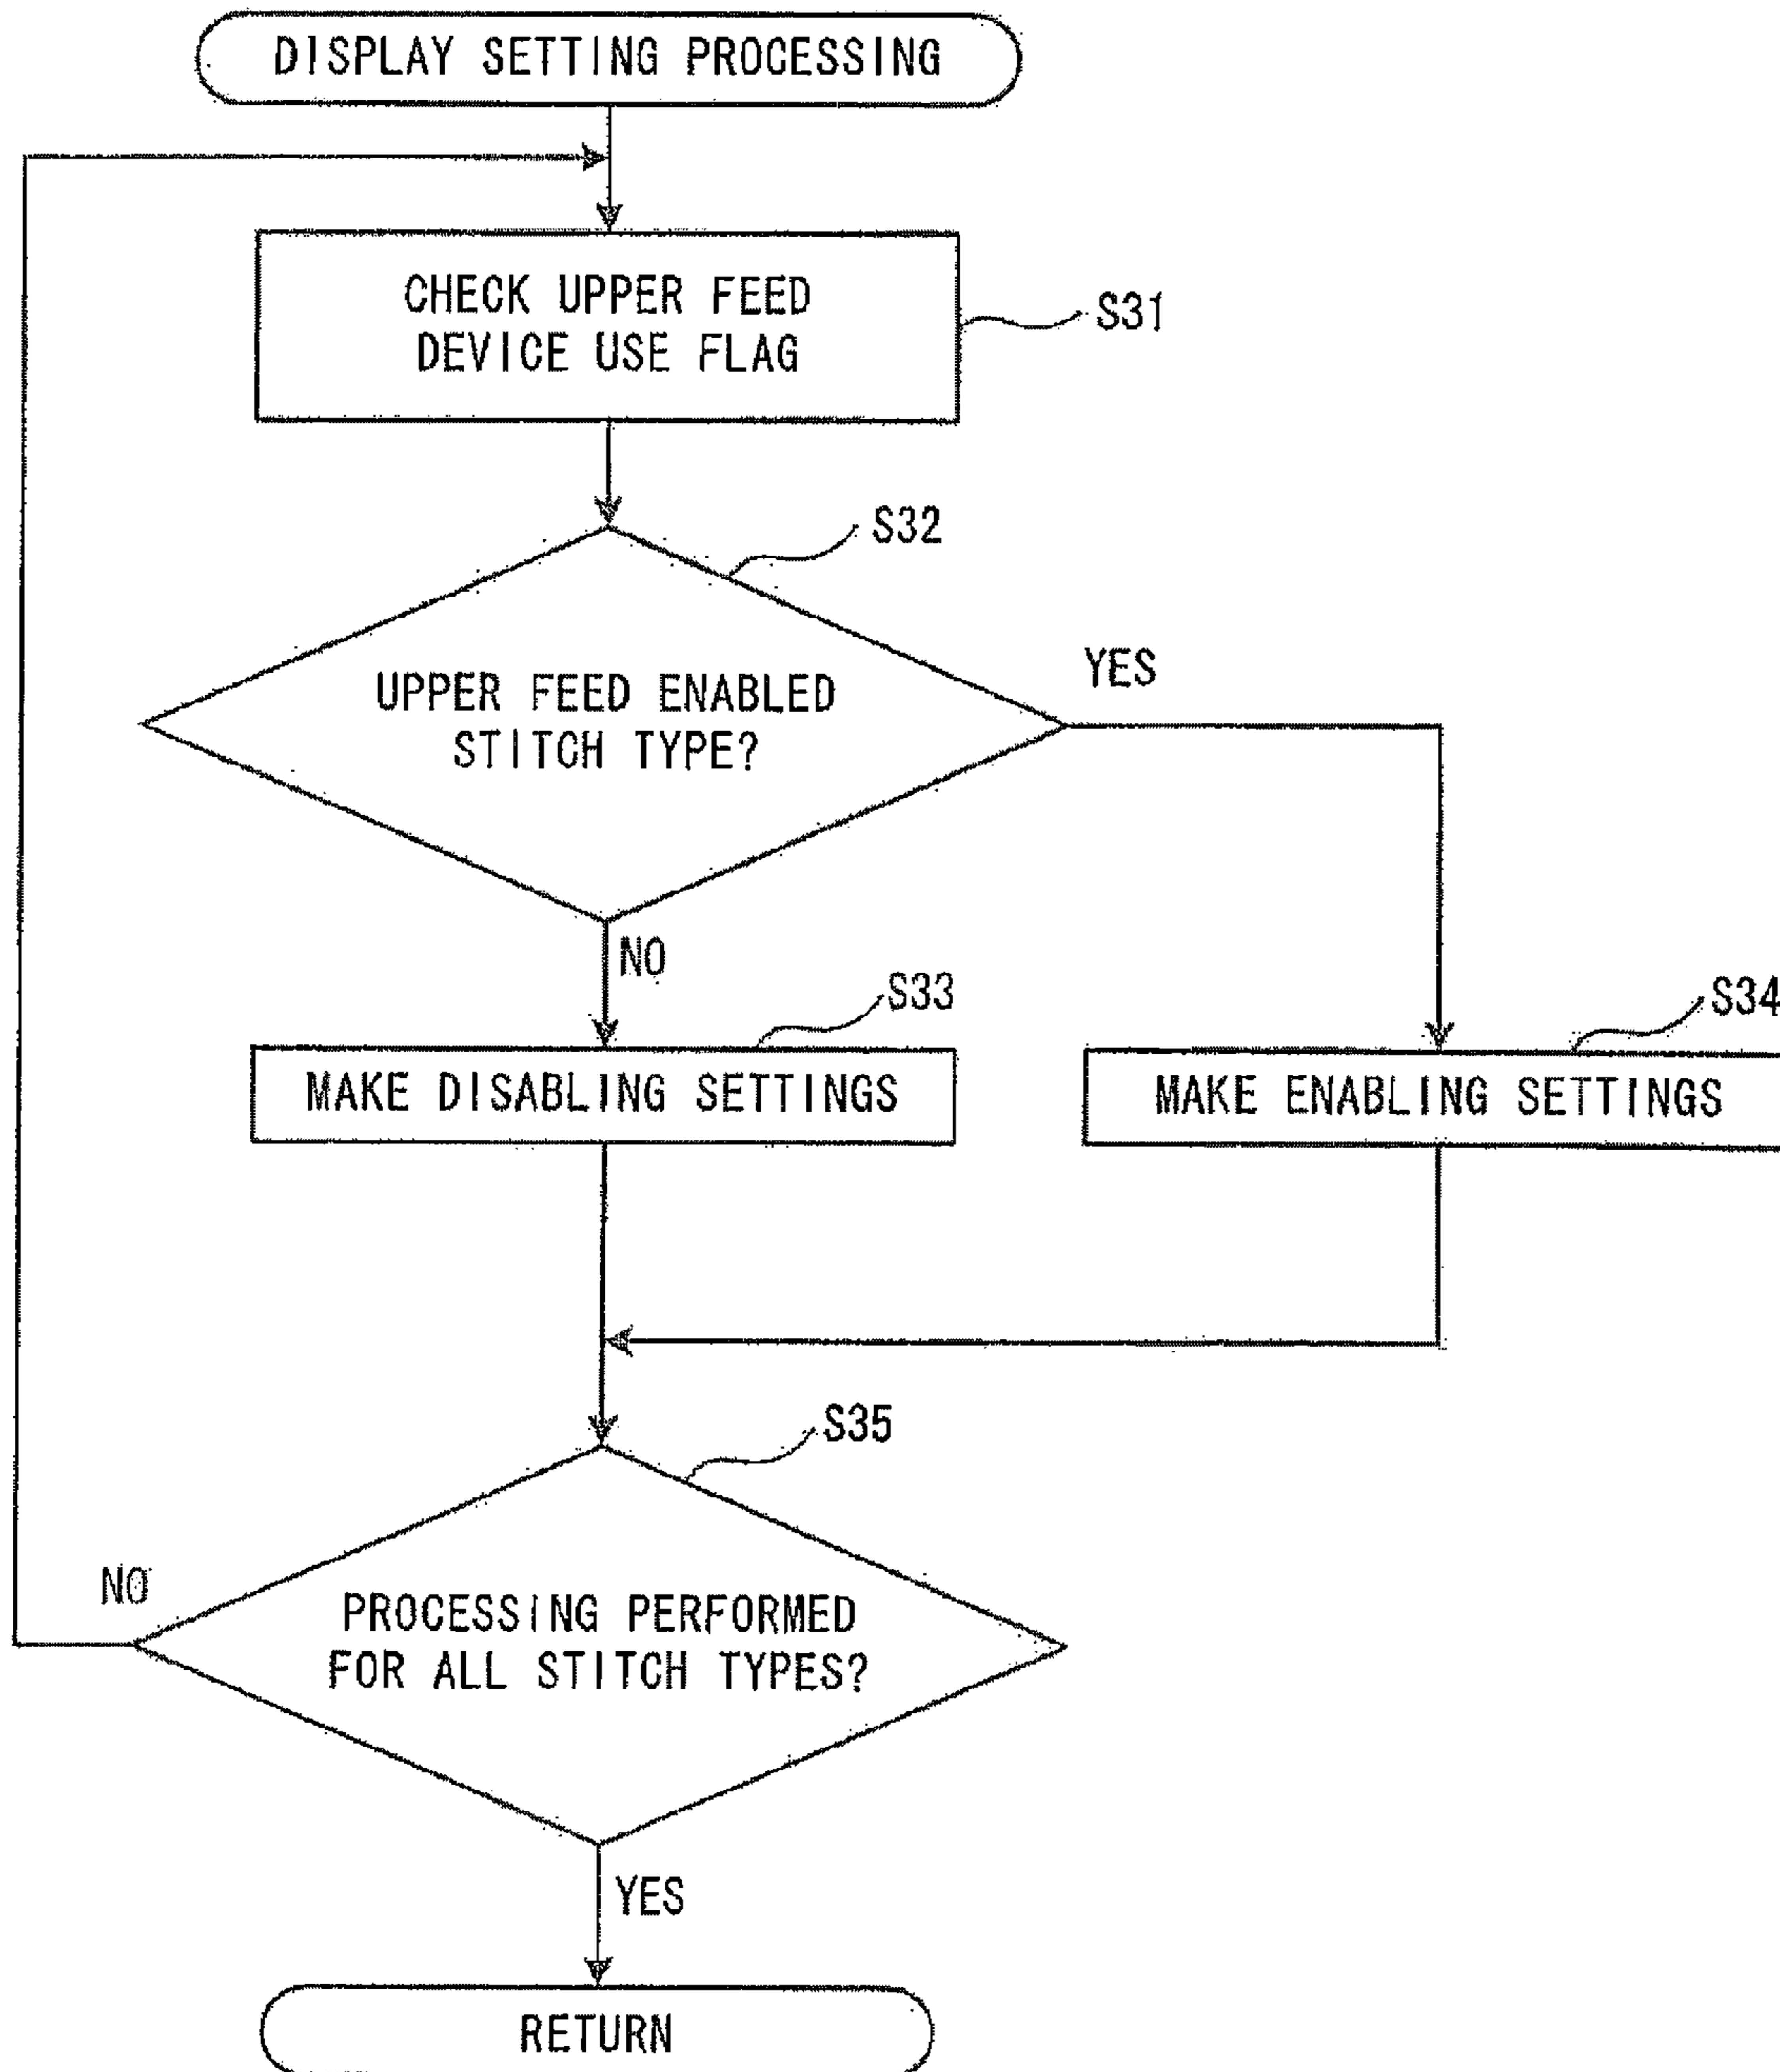 DISPLAY SETTING PROCESSING
CHECK UPPER FEED
DEVICE USE FLAG
S31
S32
UPPER FEED ENABLED
STITCH TYPE?
YES
NO
S33
S34
MAKE DISABLING SETTINGS
MAKE ENABLING SETTINGS
S35
NO
PROCESSING PERFORMED
FOR ALL STITCH TYPES?
YES
RETURN